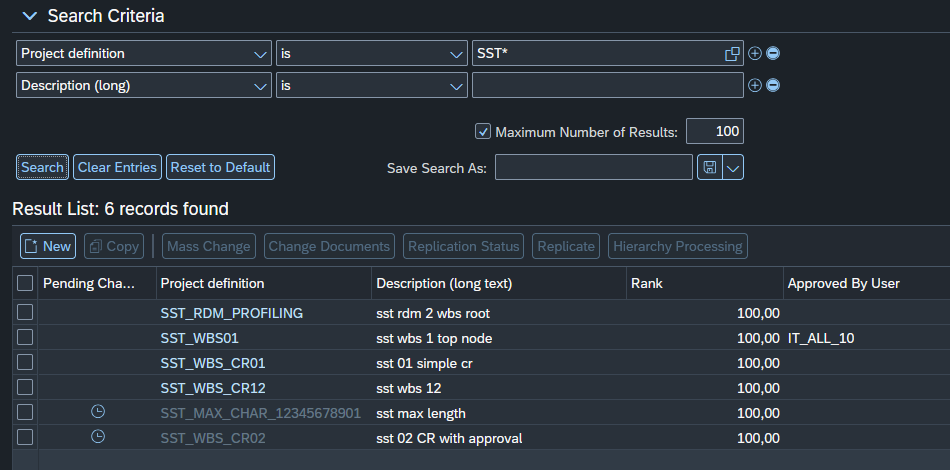 Search Criteria
Project definition is SST*
Description (long) is
Maximum Number of Results: 100
Search Clear Entries Reset to Default Save Search As:
Result List: 6 records found
New Copy Mass Change Change Documents Replication Status Replicate Hierarchy Processing
Pending Cha... Project definition Description (long text) Rank Approved By User
SST_RDM_PROFILING sst rdm 2 wbs root 100,00
SST_WBS01 sst wbs 1 top node 100,00 IT_ALL_10
SST_WBS_CR01 sst 01 simple cr 100,00
SST_WBS_CR12 sst wbs 12 100,00
SST_MAX_CHAR_12345678901 sst max length 100,00
SST_WBS_CR02 sst 02 CR with approval 100,00